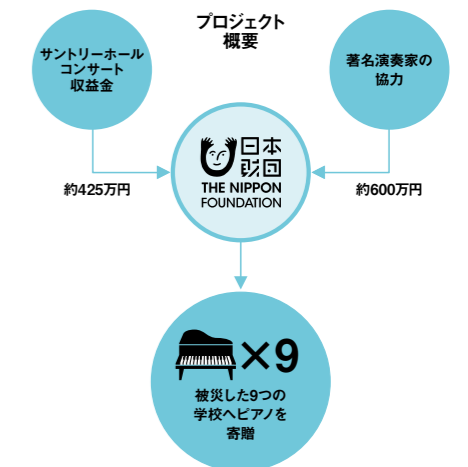 プロジェクト
概要
サントリーホール
コンサート
収益金
著名演奏家の
協力
日本
財団
THE NIPPON
FOUNDATION
約425万円
約600万円
×9
被災した9つの
学校へピアノを
寄贈